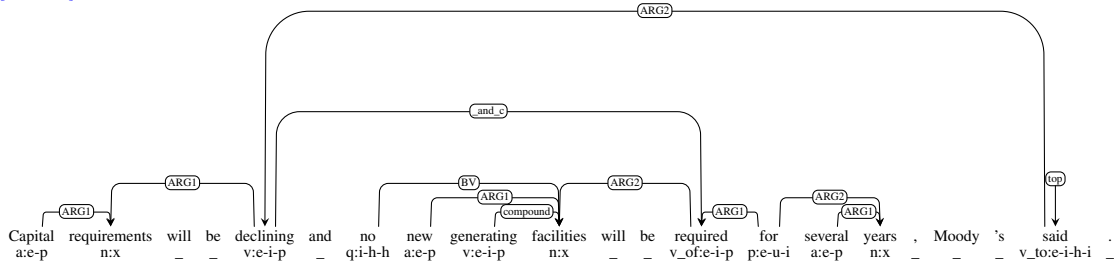 ARG2
_and_c
ARG1 BV ARG2 ARG2 top
ARG1 ARG1 compound ARG1 ARG1
Capital requirements will be declining and no new generating facilities will be required for several years , Moody 's said .
a:e-p n:x _ _ v:e-i-p _ q:i-h-h a:e-p v:e-i-p n:x _ _ v_of:e-i-p p:e-u-i a:e-p n:x _ _ _ v_to:e-i-h-i _